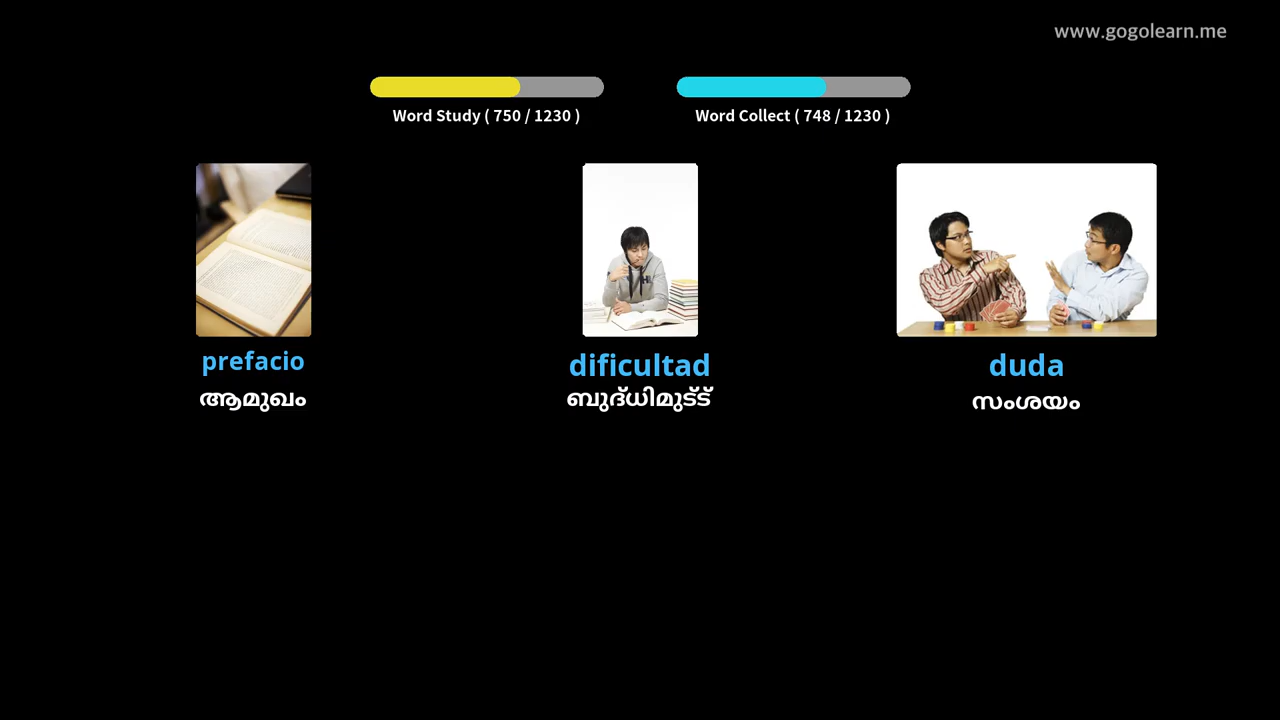 www.gogolearn.me
Word Study ( 750 / 1230 )
Word Collect ( 748 / 1230 )
prefacio
ആമുഖം
dificultad
ബുദ്ധിമുട്ട്
duda
സംശയം